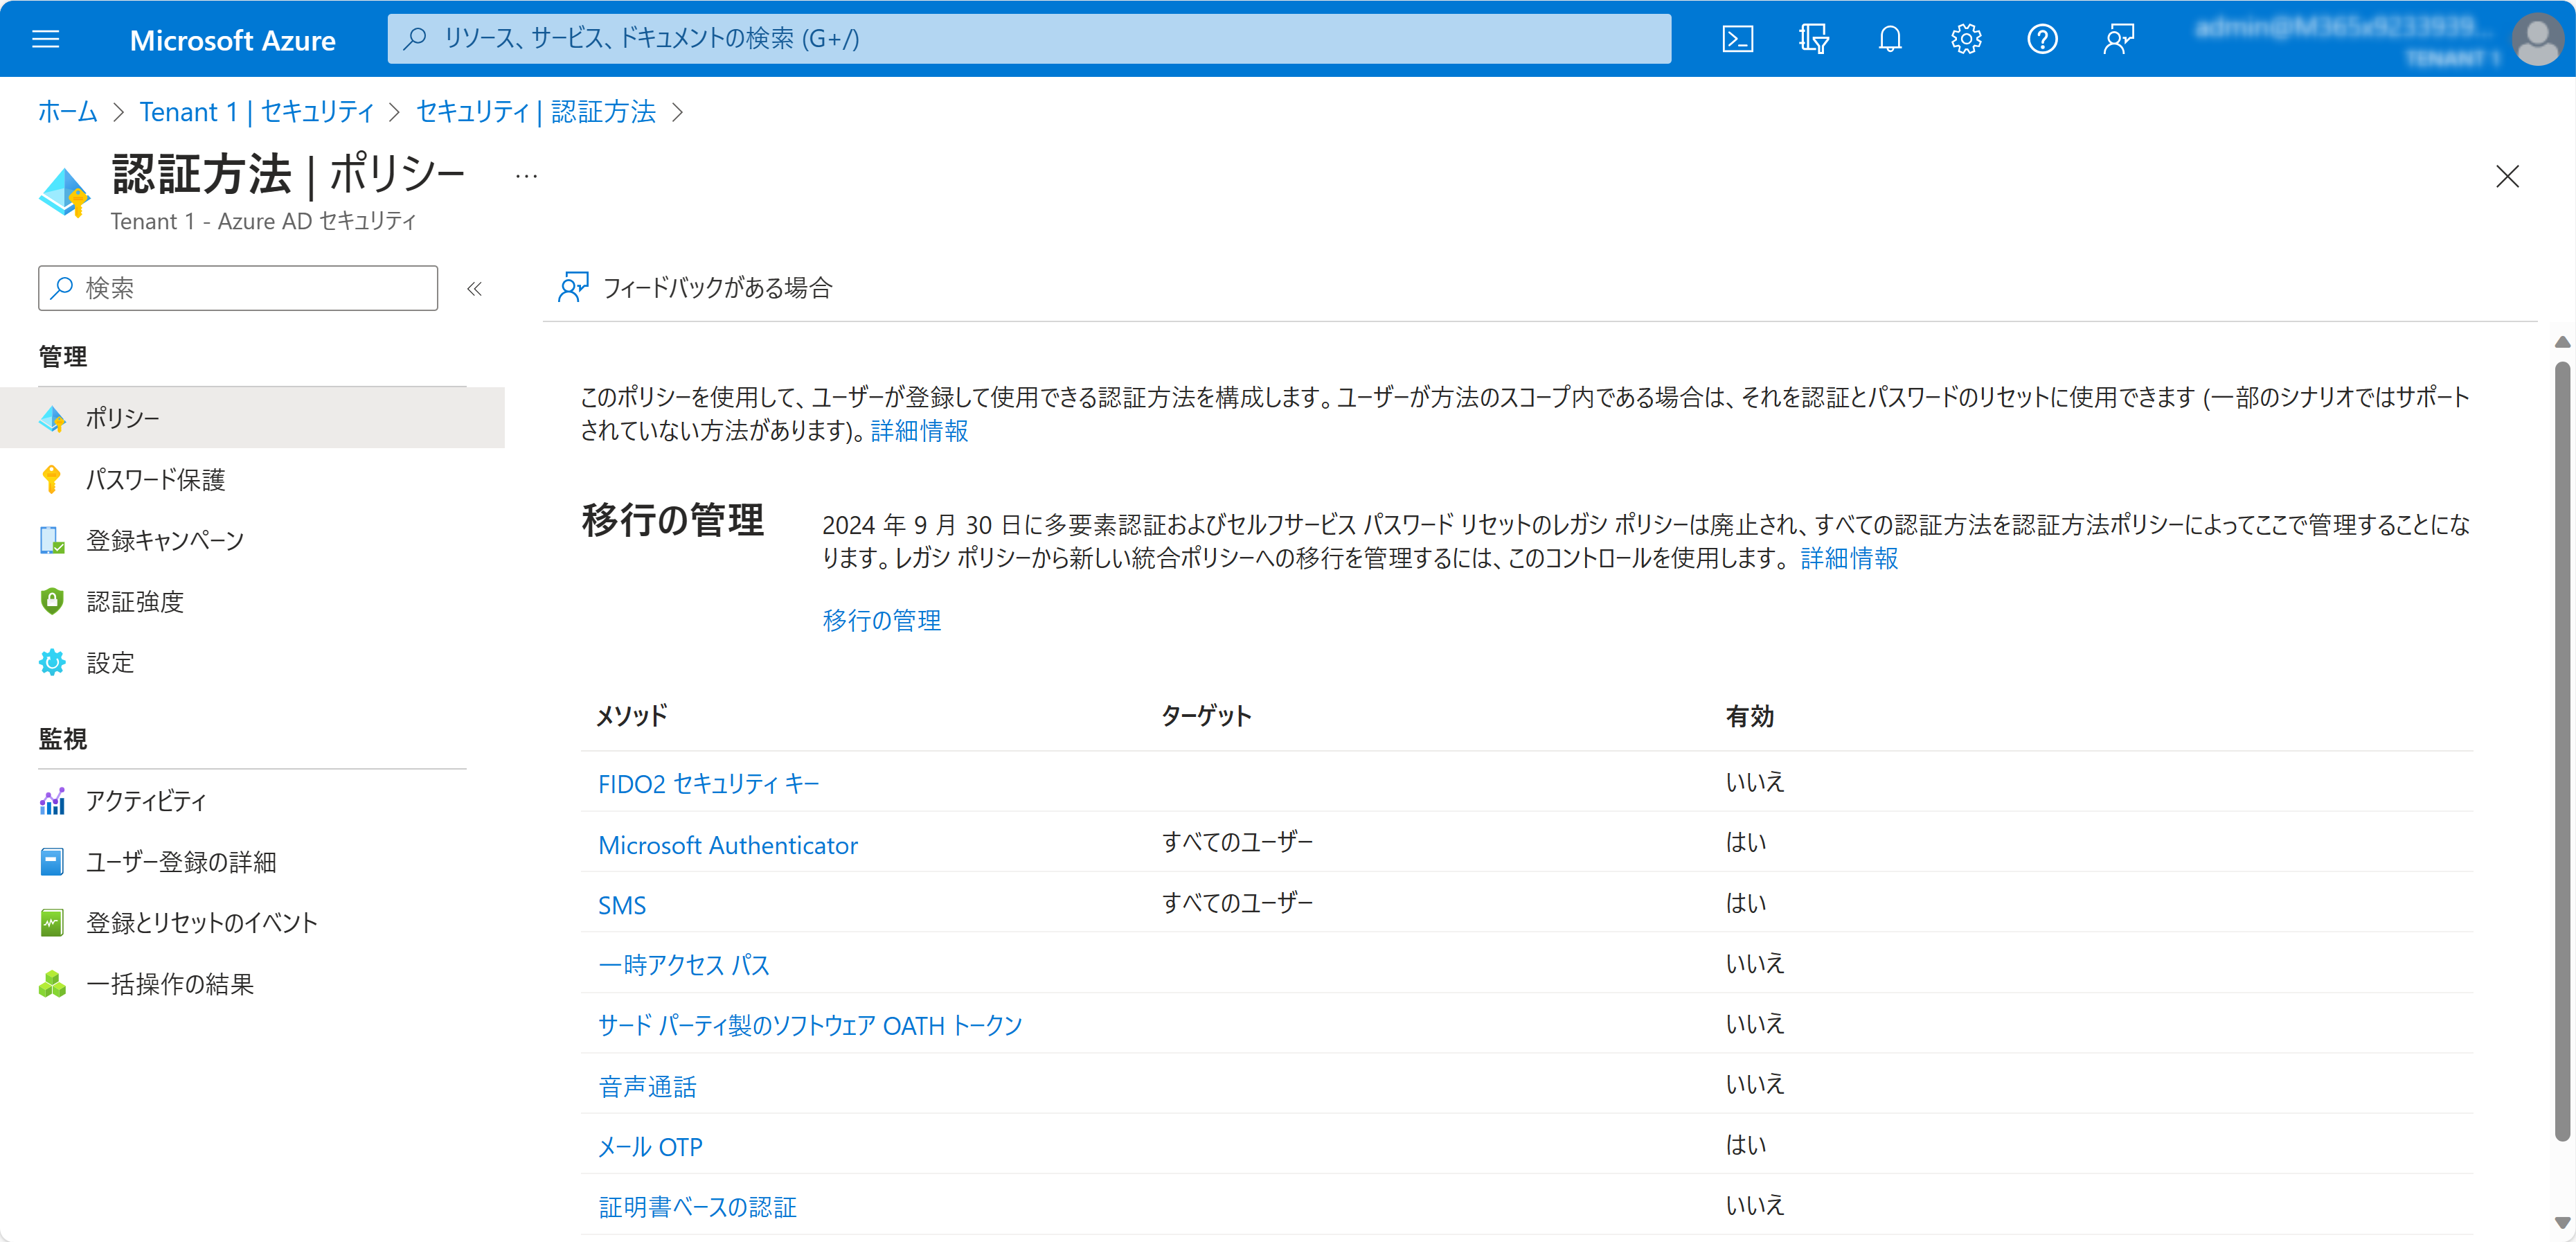 Microsoft Azure
リソース、サービス、ドキュメントの検索 (G+/)
ホーム > Tenant 1 | セキュリティ > セキュリティ | 認証方法 >
認証方法 | ポリシー …
Tenant 1 - Azure AD セキュリティ
検索
«
管理
ポリシー
パスワード保護
登録キャンペーン
認証強度
設定
監視
アクティビティ
ユーザー登録の詳細
登録とリセットのイベント
一括操作の結果
フィードバックがある場合
このポリシーを使用して、ユーザーが登録して使用できる認証方法を構成します。ユーザーが方法のスコープ内である場合は、それを認証とパスワードのリセットに使用できます (一部のシナリオではサポート
されていない方法があります)。詳細情報
移行の管理
2024 年 9 月 30 日に多要素認証およびセルフサービス パスワード リセットのレガシ ポリシーは廃止され、すべての認証方法を認証方法ポリシーによってここで管理することにな
ります。レガシ ポリシーから新しい統合ポリシーへの移行を管理するには、このコントロールを使用します。 詳細情報
移行の管理
メソッド ターゲット 有効
FIDO2 セキュリティ キー いいえ
Microsoft Authenticator すべてのユーザー はい
SMS すべてのユーザー はい
一時アクセス パス いいえ
サード パーティ製のソフトウェア OATH トークン いいえ
音声通話 いいえ
メール OTP はい
証明書ベースの認証 いいえ